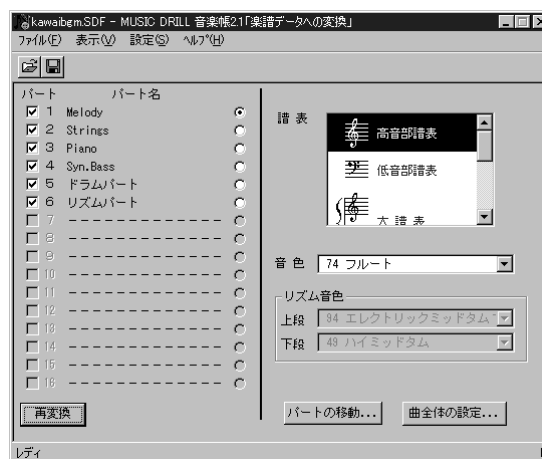 kawaibgm.SDF - MUSIC DRILL 音楽帳2.1「楽譜データへの変換」
ファイル(F) 表示(V) 設定(S) ヘルプ(H)
パート パート名
1 Melody
2 Strings
3 Piano
4 Syn.Bass
5 ドラムパート
6 リズムパート
7 --------------
8 --------------
9 --------------
10 --------------
11 --------------
12 --------------
13 --------------
14 --------------
15 --------------
16 --------------
再変換
譜 表
高音部譜表
低音部譜表
大 譜 表
音 色 74 フルート
リズム音色
上段 94 エレクトリックミッドタム
下段 49 ハイミッドタム
パートの移動... 曲全体の設定...
レディ